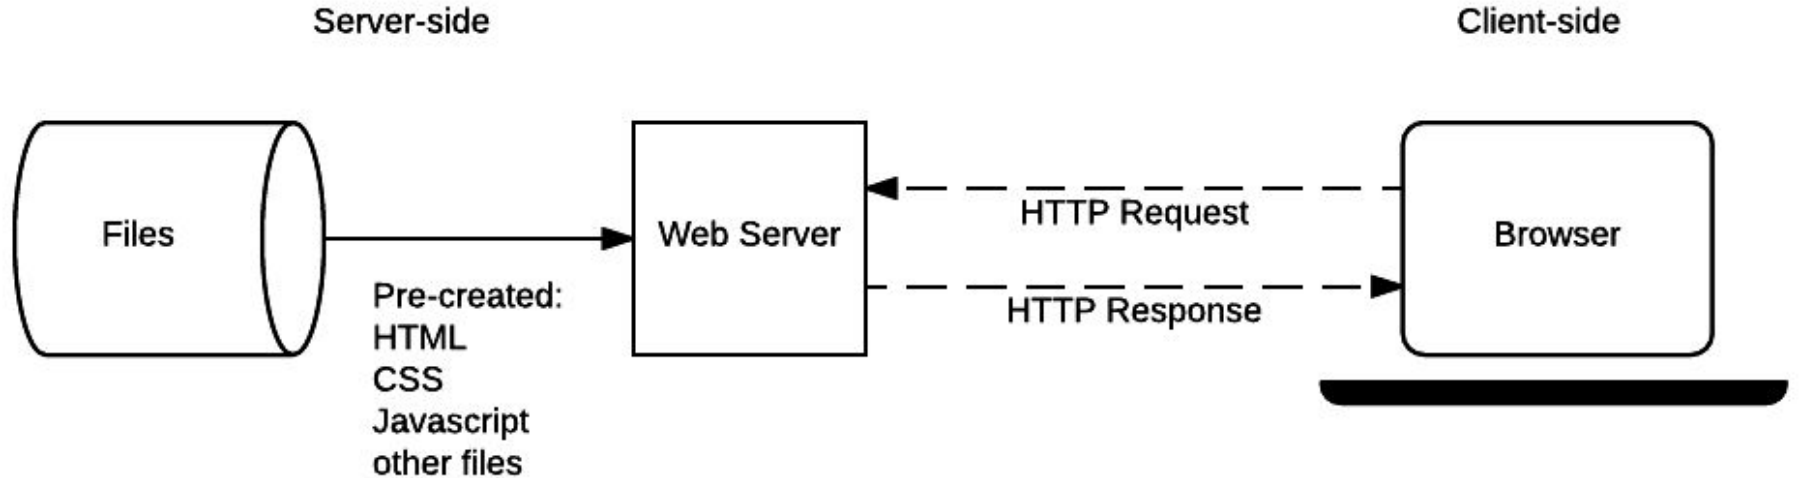 Server-side
Client-side
Files
Web Server
HTTP Request
Browser
Pre-created:
HTML
CSS
Javascript
other files
HTTP Response